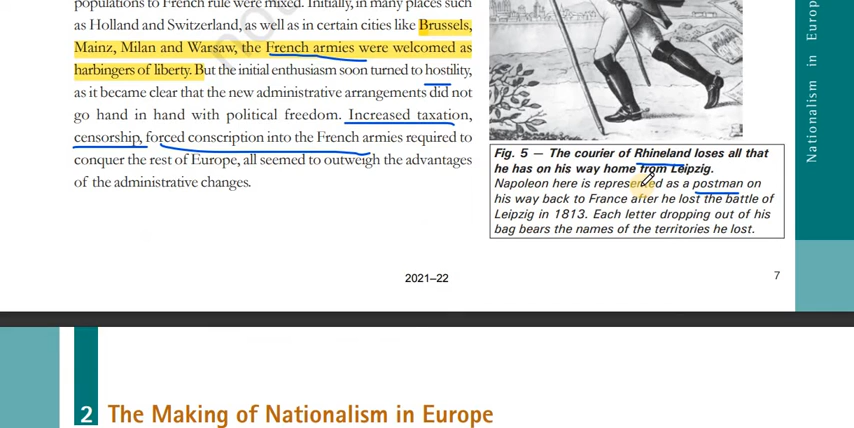 populations to French rule were mixed. Initially, in many places such
as Holland and Switzerland, as well as in certain cities like Brussels,
Mainz, Milan and Warsaw, the French armies were welcomed as
harbingers of liberty. But the initial enthusiasm soon turned to hostility,
as it became clear that the new administrative arrangements did not
go hand in hand with political freedom. Increased taxation,
censorship, forced conscription into the French armies required to
conquer the rest of Europe, all seemed to outweigh the advantages
of the administrative changes.
Fig. 5 — The courier of Rhineland loses all that
he has on his way home from Leipzig.
Napoleon here is represented as a postman on
his way back to France after he lost the battle of
Leipzig in 1813. Each letter dropping out of his
bag bears the names of the territories he lost.
Nationalism in Europ
2021–22
7
2 The Making of Nationalism in Europe